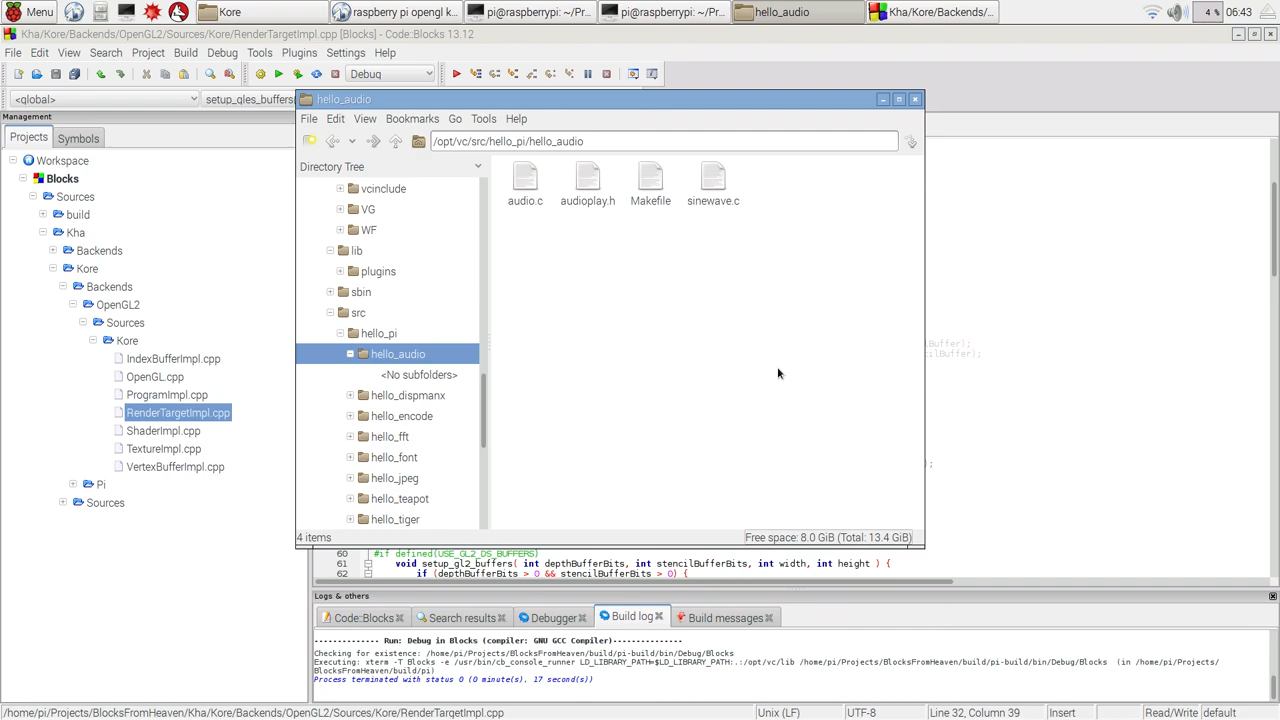 Menu
Kore
raspberry pi opengl k...
pi@raspberrypi: ~/Pr...
pi@raspberrypi: ~/Pr...
hello_audio
Kha/Kore/Backends/...
4 %
06:43
Kha/Kore/Backends/OpenGL2/Sources/Kore/RenderTargetImpl.cpp [Blocks] - Code::Blocks 13.12
File Edit View Search Project Build Debug Tools Plugins Settings Help
Debug
<global>
setup_gles_buffers
Management
Projects
Symbols
Workspace
Blocks
Sources
build
Kha
Backends
Kore
Backends
OpenGL2
Sources
Kore
IndexBufferImpl.cpp
OpenGL.cpp
ProgramImpl.cpp
RenderTargetImpl.cpp
ShaderImpl.cpp
TextureImpl.cpp
VertexBufferImpl.cpp
Pi
Sources
hello_audio
File Edit View Bookmarks Go Tools Help
/opt/vc/src/hello_pi/hello_audio
Directory Tree
vcinclude
VG
WF
lib
plugins
sbin
src
hello_pi
hello_audio
<No subfolders>
hello_dispmanx
hello_encode
hello_fft
hello_font
hello_jpeg
hello_teapot
hello_tiger
audio.c
audioplay.h
Makefile
sinewave.c
4 items
Free space: 8.0 GiB (Total: 13.4 GiB)
Buffer);
cilBuffer);
);
60 #if defined(USE_GL2_DS_BUFFERS)
61 void setup_gl2_buffers( int depthBufferBits, int stencilBufferBits, int width, int height ) {
62 if (depthBufferBits > 0 && stencilBufferBits > 0) {
Logs & others
Code::Blocks
Search results
Debugger
Build log
Build messages
------------- Run: Debug in Blocks (compiler: GNU GCC Compiler)---------------
Checking for existence: /home/pi/Projects/BlocksFromHeaven/build/pi-build/bin/Debug/Blocks
Executing: xterm -T Blocks -e /usr/bin/cb_console_runner LD_LIBRARY_PATH=$LD_LIBRARY_PATH:.:/opt/vc/lib /home/pi/Projects/BlocksFromHeaven/build/pi-build/bin/Debug/Blocks (in /home/pi/Projects/
BlocksFromHeaven/build/pi)
Process terminated with status 0 (0 minute(s), 17 second(s))
/home/pi/Projects/BlocksFromHeaven/Kha/Kore/Backends/OpenGL2/Sources/Kore/RenderTargetImpl.cpp
Unix (LF)
UTF-8
Line 32, Column 39
Insert
Read/Write
default